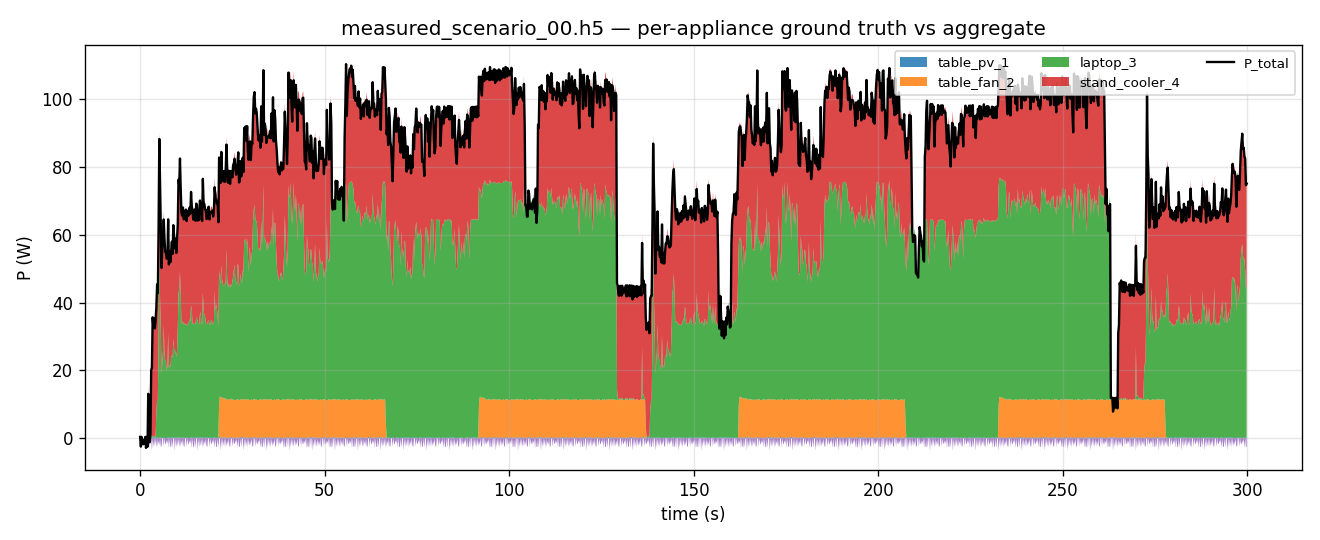 measured_scenario_00.h5 — per-appliance ground truth vs aggregate
table_pv_1
table_fan_2
laptop_3
stand_cooler_4
P_total
P (W)
100
80
60
40
20
0
0 50 100 150 200 250 300
time (s)